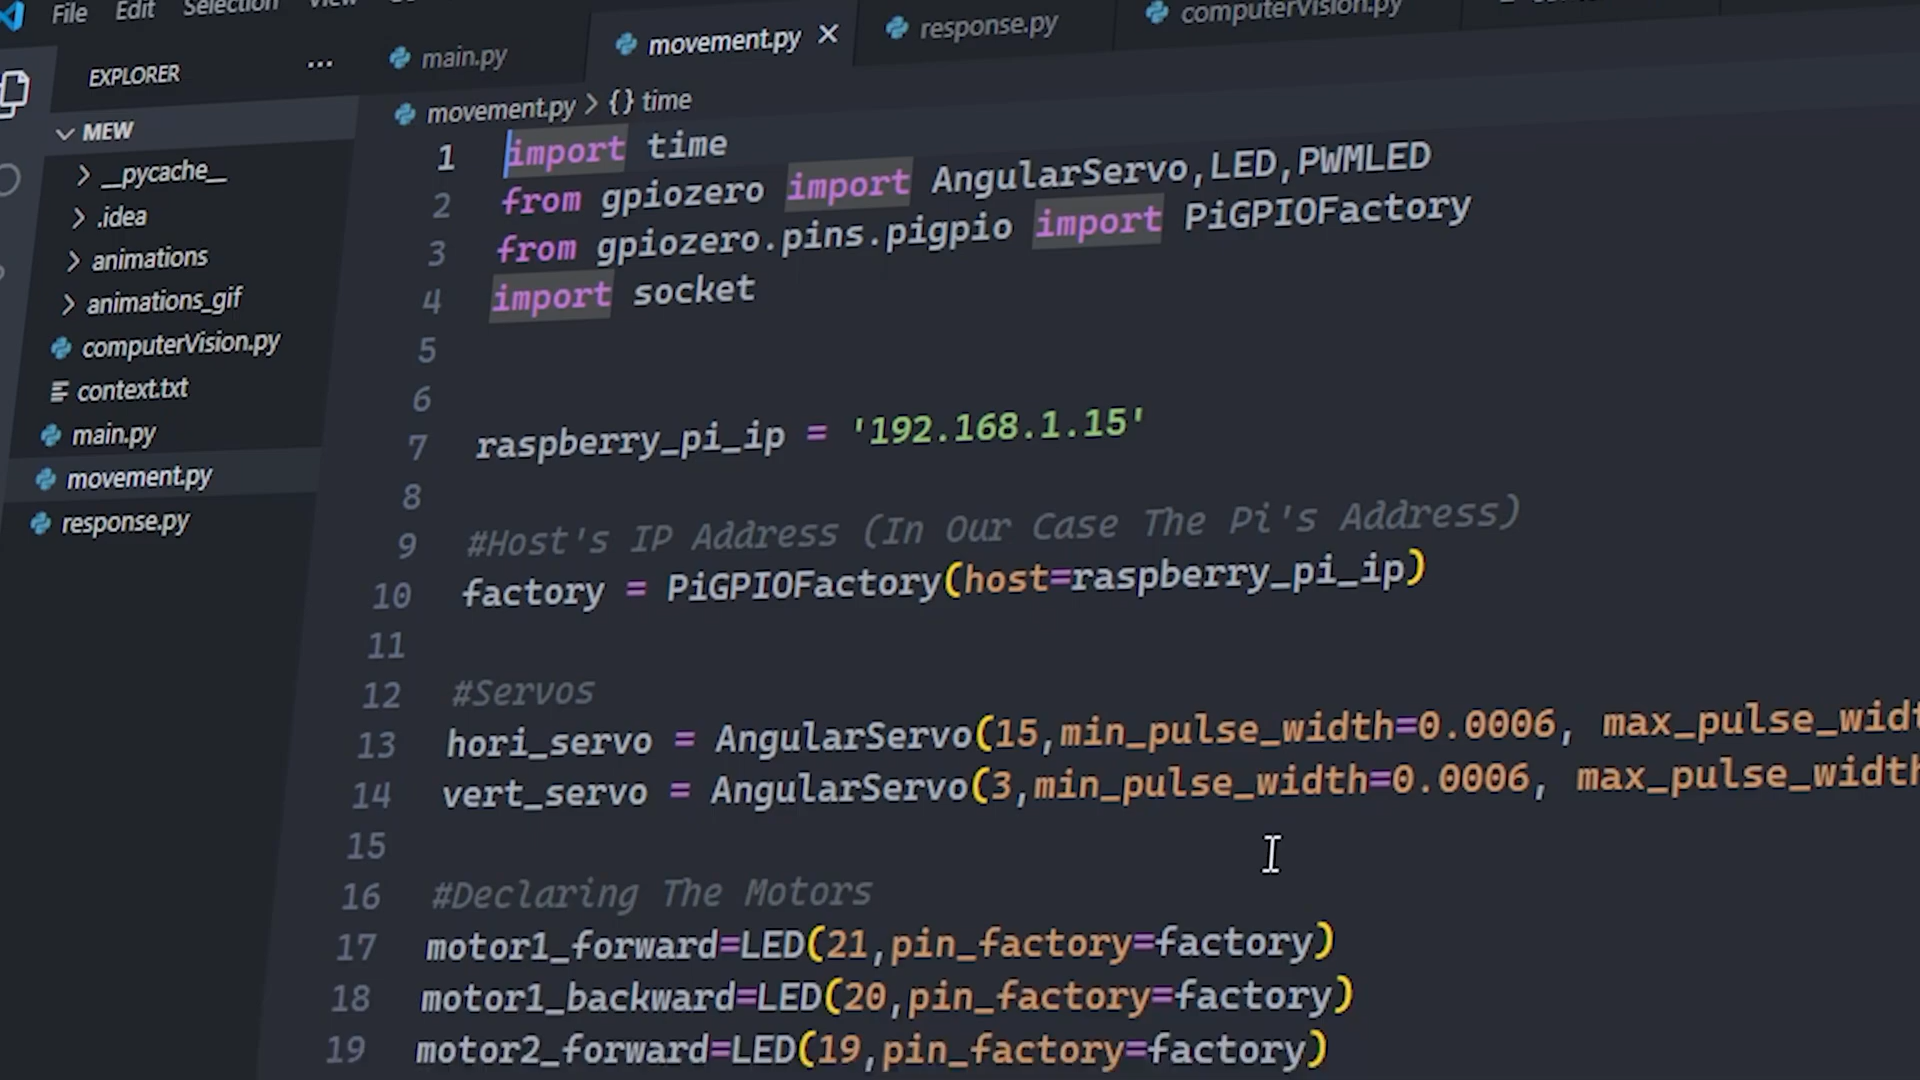 File Edit Selection View
EXPLORER ...
MEW
__pycache__
.idea
animations
animations_gif
computerVision.py
context.txt
main.py
movement.py
response.py
main.py
movement.py ×
response.py
computerVision.py
movement.py > {} time
1 import time
2 from gpiozero import AngularServo,LED,PWMLED
3 from gpiozero.pins.pigpio import PiGPIOFactory
4 import socket
5
6
7 raspberry_pi_ip = '192.168.1.15'
8
9 #Host's IP Address (In Our Case The Pi's Address)
10 factory = PiGPIOFactory(host=raspberry_pi_ip)
11
12 #Servos
13 hori_servo = AngularServo(15,min_pulse_width=0.0006, max_pulse_widt
14 vert_servo = AngularServo(3,min_pulse_width=0.0006, max_pulse_width
15
16 #Declaring The Motors
17 motor1_forward=LED(21,pin_factory=factory)
18 motor1_backward=LED(20,pin_factory=factory)
19 motor2_forward=LED(19,pin_factory=factory)